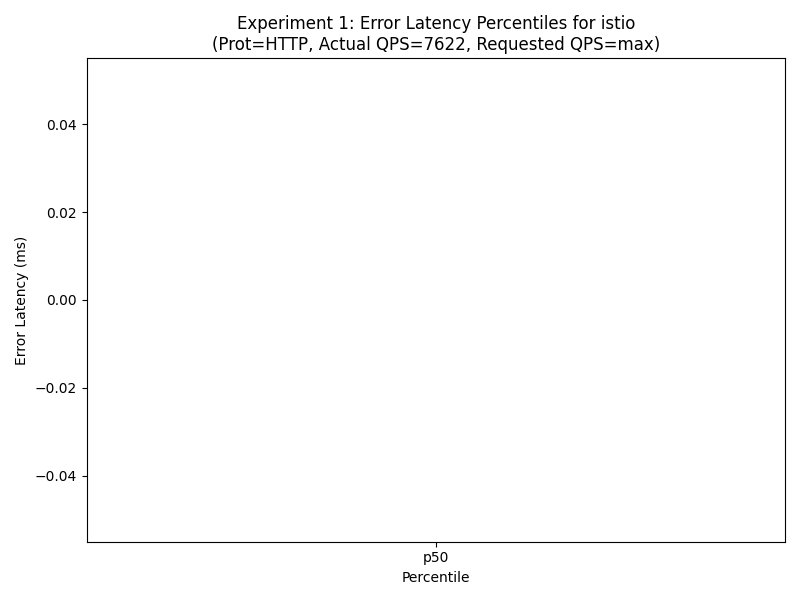 Experiment 1: Error Latency Percentiles for istio
(Prot=HTTP, Actual QPS=7622, Requested QPS=max)
Error Latency (ms)
0.04
0.02
0.00
−0.02
−0.04
p50
Percentile